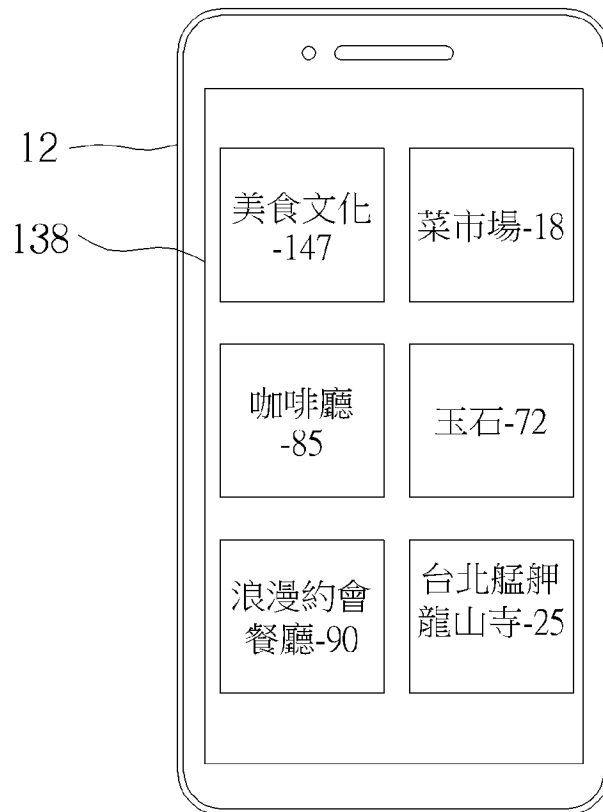 12
138
美食文化
-147
菜市場-18
咖啡廳
-85
玉石-72
浪漫約會
餐廳-90
台北艋舺
龍山寺-25